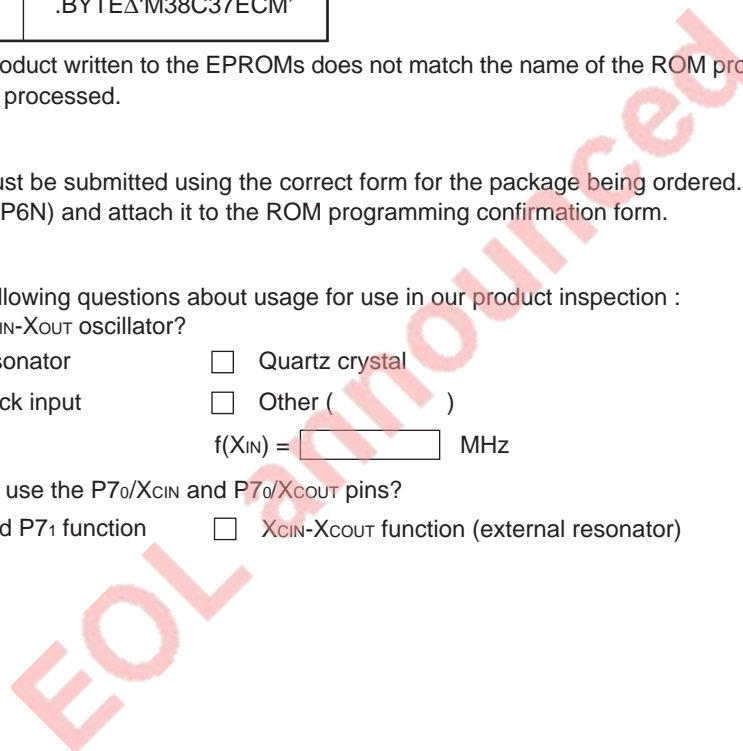 .BYTEΔ‘M38C37ECM’
oduct written to the EPROMs does not match the name of the ROM pro
processed.
ust be submitted using the correct form for the package being ordered.
P6N) and attach it to the ROM programming confirmation form.
llowing questions about usage for use in our product inspection :
IN-XOUT oscillator?
sonator □ Quartz crystal
ck input □ Other ( )
f(XIN) = MHz
use the P70/XCIN and P70/XCOUT pins?
d P71 function □ XCIN-XCOUT function (external resonator)
EOL announced